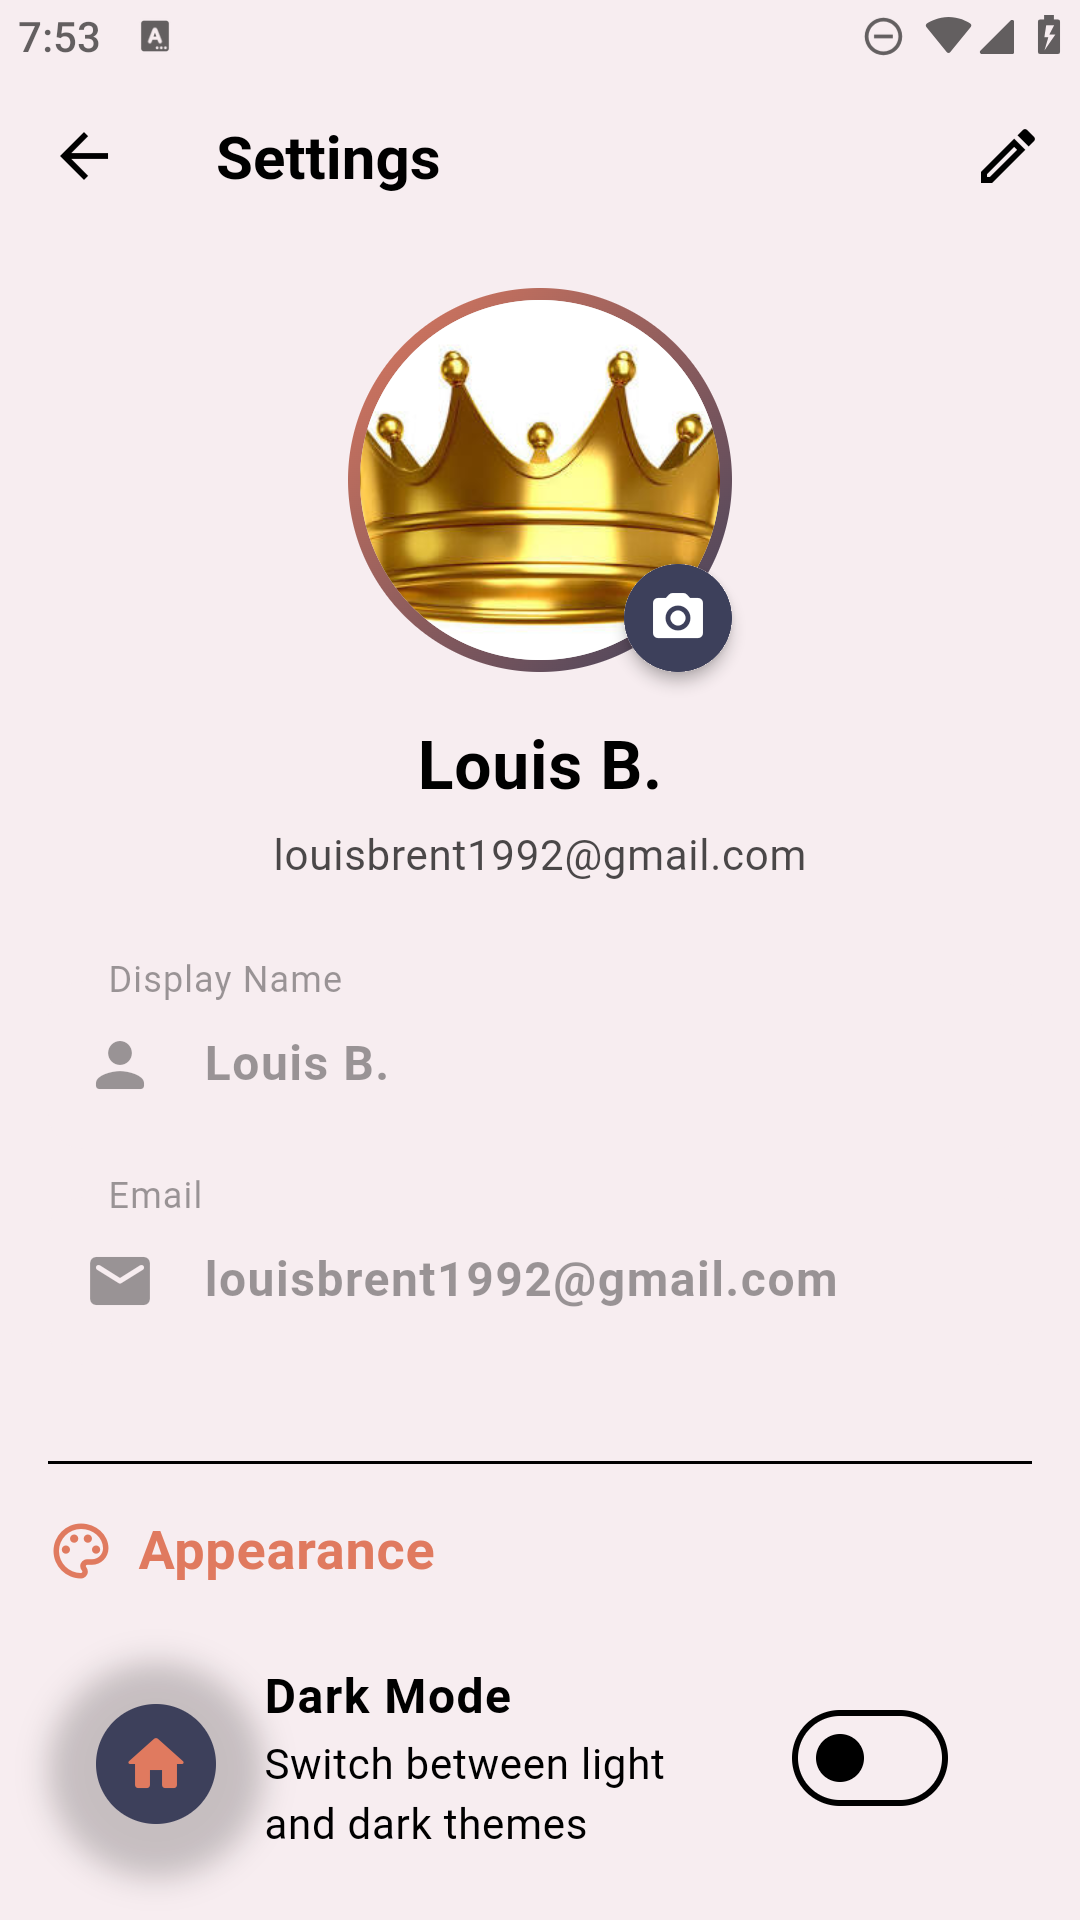 7:53
Settings
Louis B.
louisbrent1992@gmail.com
Display Name
Louis B.
Email
louisbrent1992@gmail.com
Appearance
Dark Mode
Switch between light
and dark themes